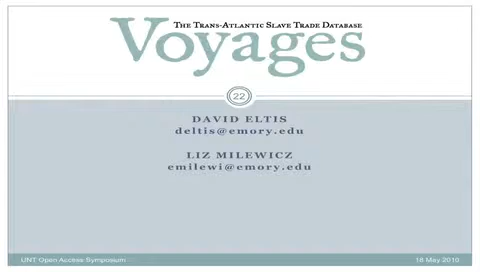 THE TRANS-ATLANTIC SLAVE TRADE DATABASE
Voyages
22
DAVID ELTIS
deltis@emory.edu
LIZ MILEWICZ
emilewi@emory.edu
UNT Open Access Symposium
18 May 2010